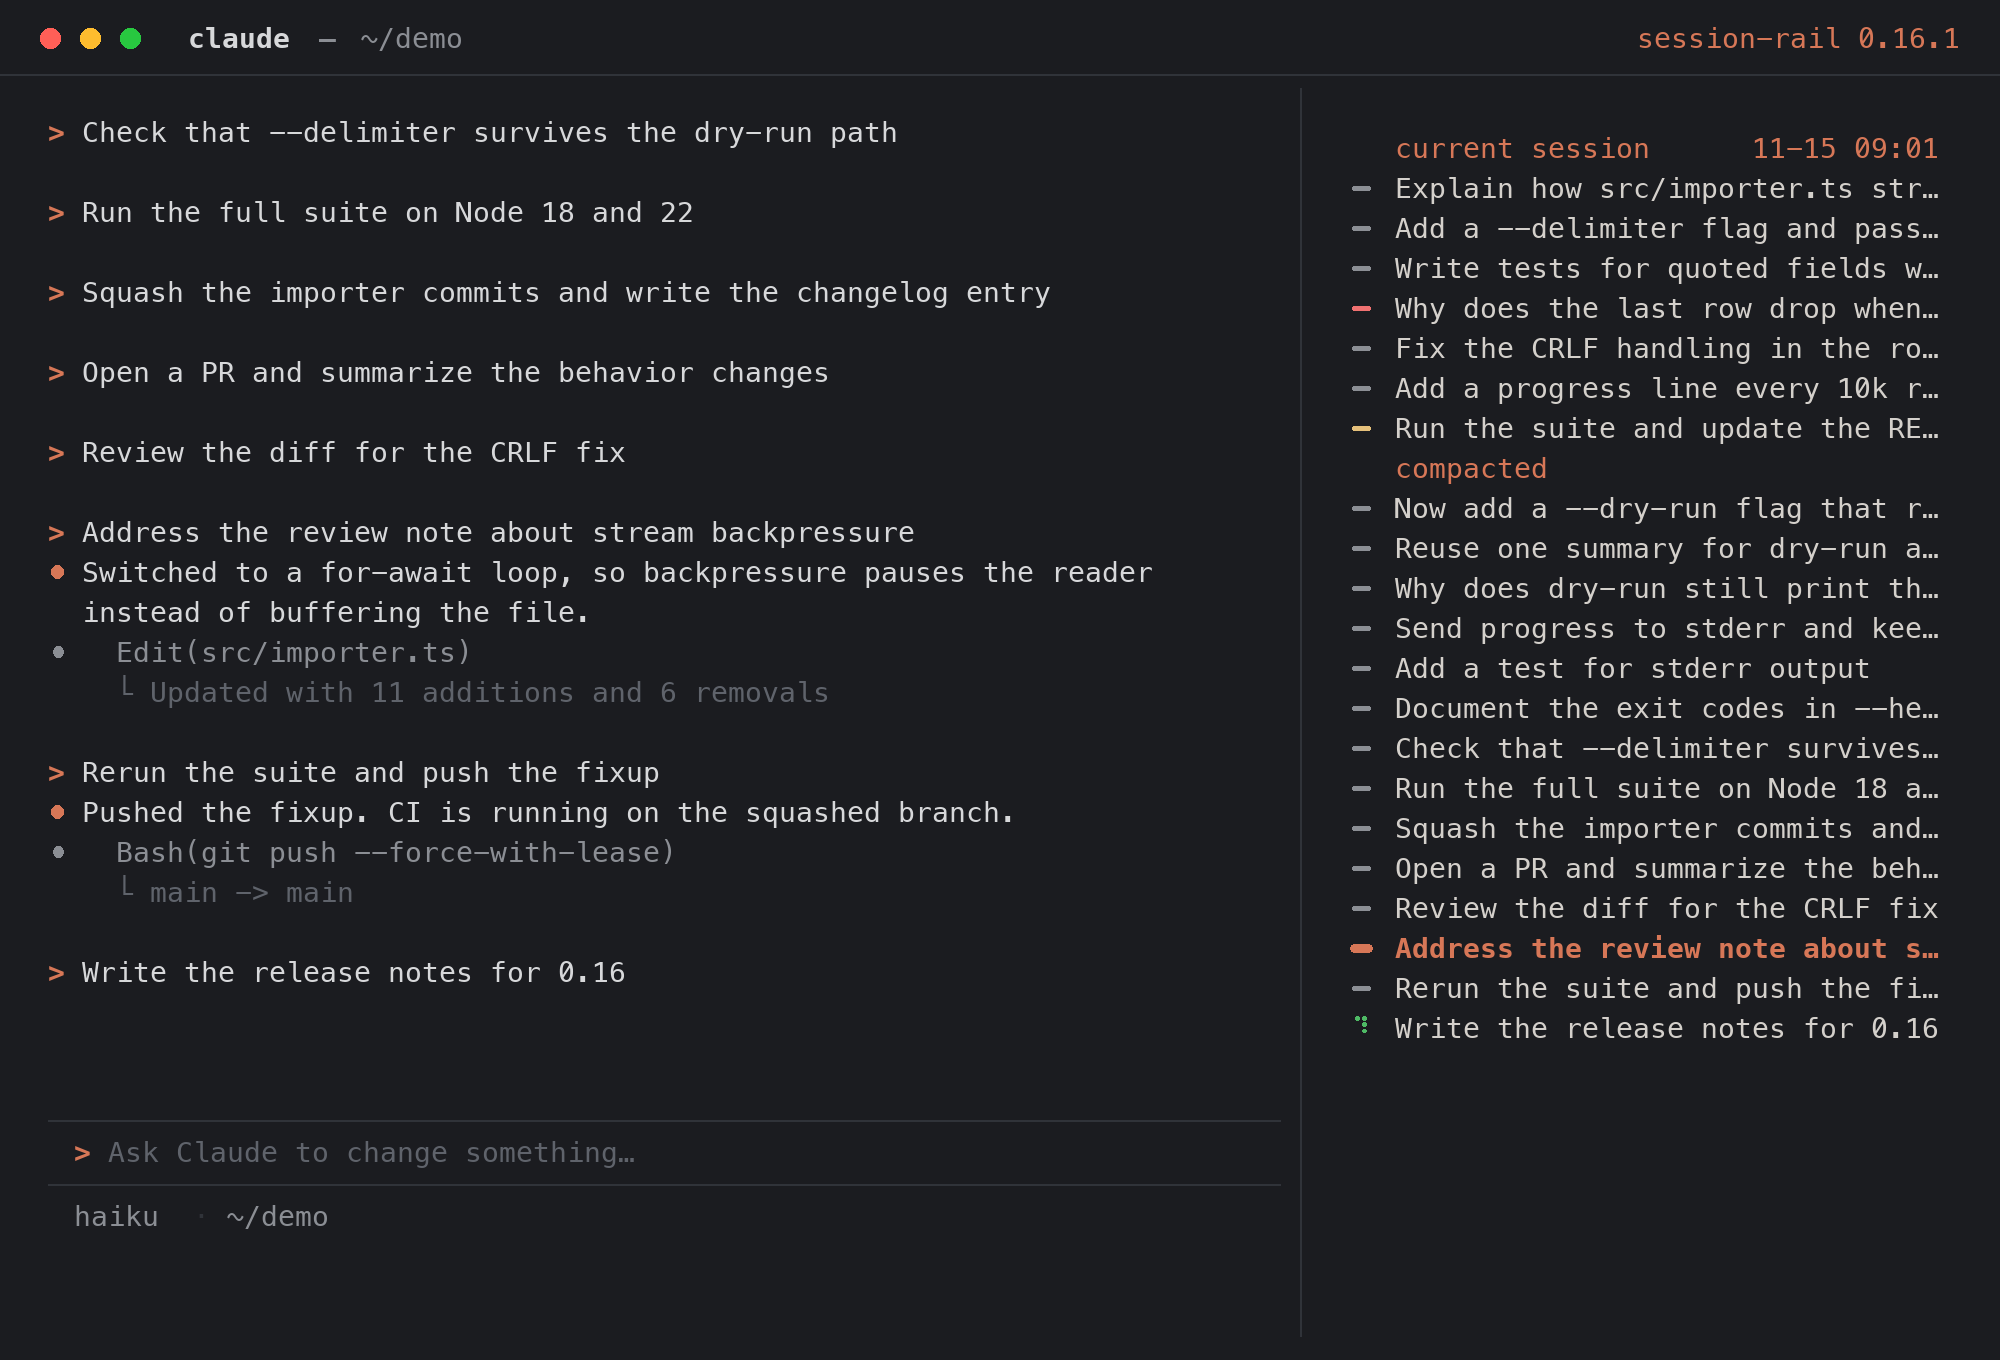 claude — ~/demo
session-rail 0.16.1
> Check that --delimiter survives the dry-run path
> Run the full suite on Node 18 and 22
> Squash the importer commits and write the changelog entry
> Open a PR and summarize the behavior changes
> Review the diff for the CRLF fix
> Address the review note about stream backpressure
● Switched to a for-await loop, so backpressure pauses the reader
instead of buffering the file.
● Edit(src/importer.ts)
└ Updated with 11 additions and 6 removals
> Rerun the suite and push the fixup
● Pushed the fixup. CI is running on the squashed branch.
● Bash(git push --force-with-lease)
└ main -> main
> Write the release notes for 0.16
> Ask Claude to change something…
haiku · ~/demo
current session 11-15 09:01
Explain how src/importer.ts str…
Add a --delimiter flag and pass…
Write tests for quoted fields w…
Why does the last row drop when…
Fix the CRLF handling in the ro…
Add a progress line every 10k r…
Run the suite and update the RE…
compacted
Now add a --dry-run flag that r…
Reuse one summary for dry-run a…
Why does dry-run still print th…
Send progress to stderr and kee…
Add a test for stderr output
Document the exit codes in --he…
Check that --delimiter survives…
Run the full suite on Node 18 a…
Squash the importer commits and…
Open a PR and summarize the beh…
Review the diff for the CRLF fix
Address the review note about s…
Rerun the suite and push the fi…
Write the release notes for 0.16